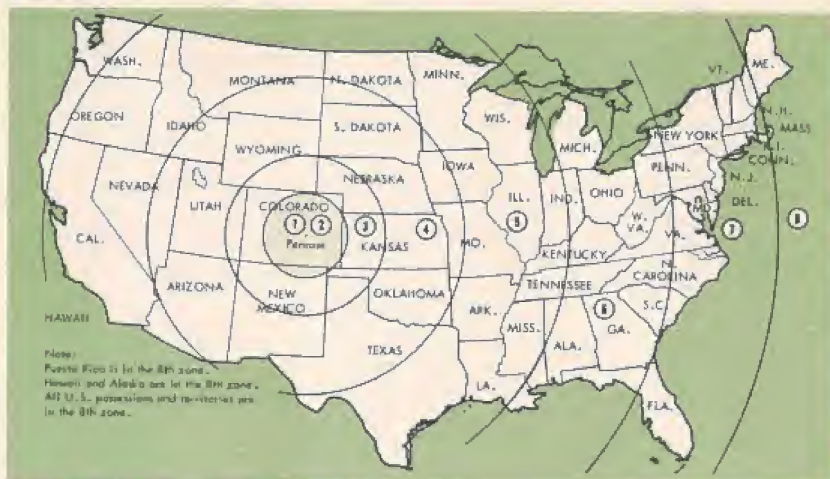 WASH.
MONTANA
N. DAKOTA
MINN.
VT.
ME.
OREGON
IDAHO
S. DAKOTA
WIS.
MICH.
NEW YORK
N.H.
MASS
R.I.
CONN.
WYOMING
NEVADA
UTAH
NEBRASKA
IOWA
ILL.
IND.
OHIO
PENN.
N.J.
MD.
DEL.
COLORADO
1 2 3 4 5 7 8
KANSAS
MO.
W. VA.
VA.
CAL.
KENTUCKY
ARIZONA
NEW MEXICO
OKLAHOMA
ARK.
TENNESSEE
N. CAROLINA
S.C.
6
HAWAII
TEXAS
MISS.
ALA.
GA.
LA.
FLA.
Note:
Puerto Rico is in the 8th zone.
Hawaii and Alaska are in the 8th zone.
All U.S. possessions and territories are
in the 8th zone.